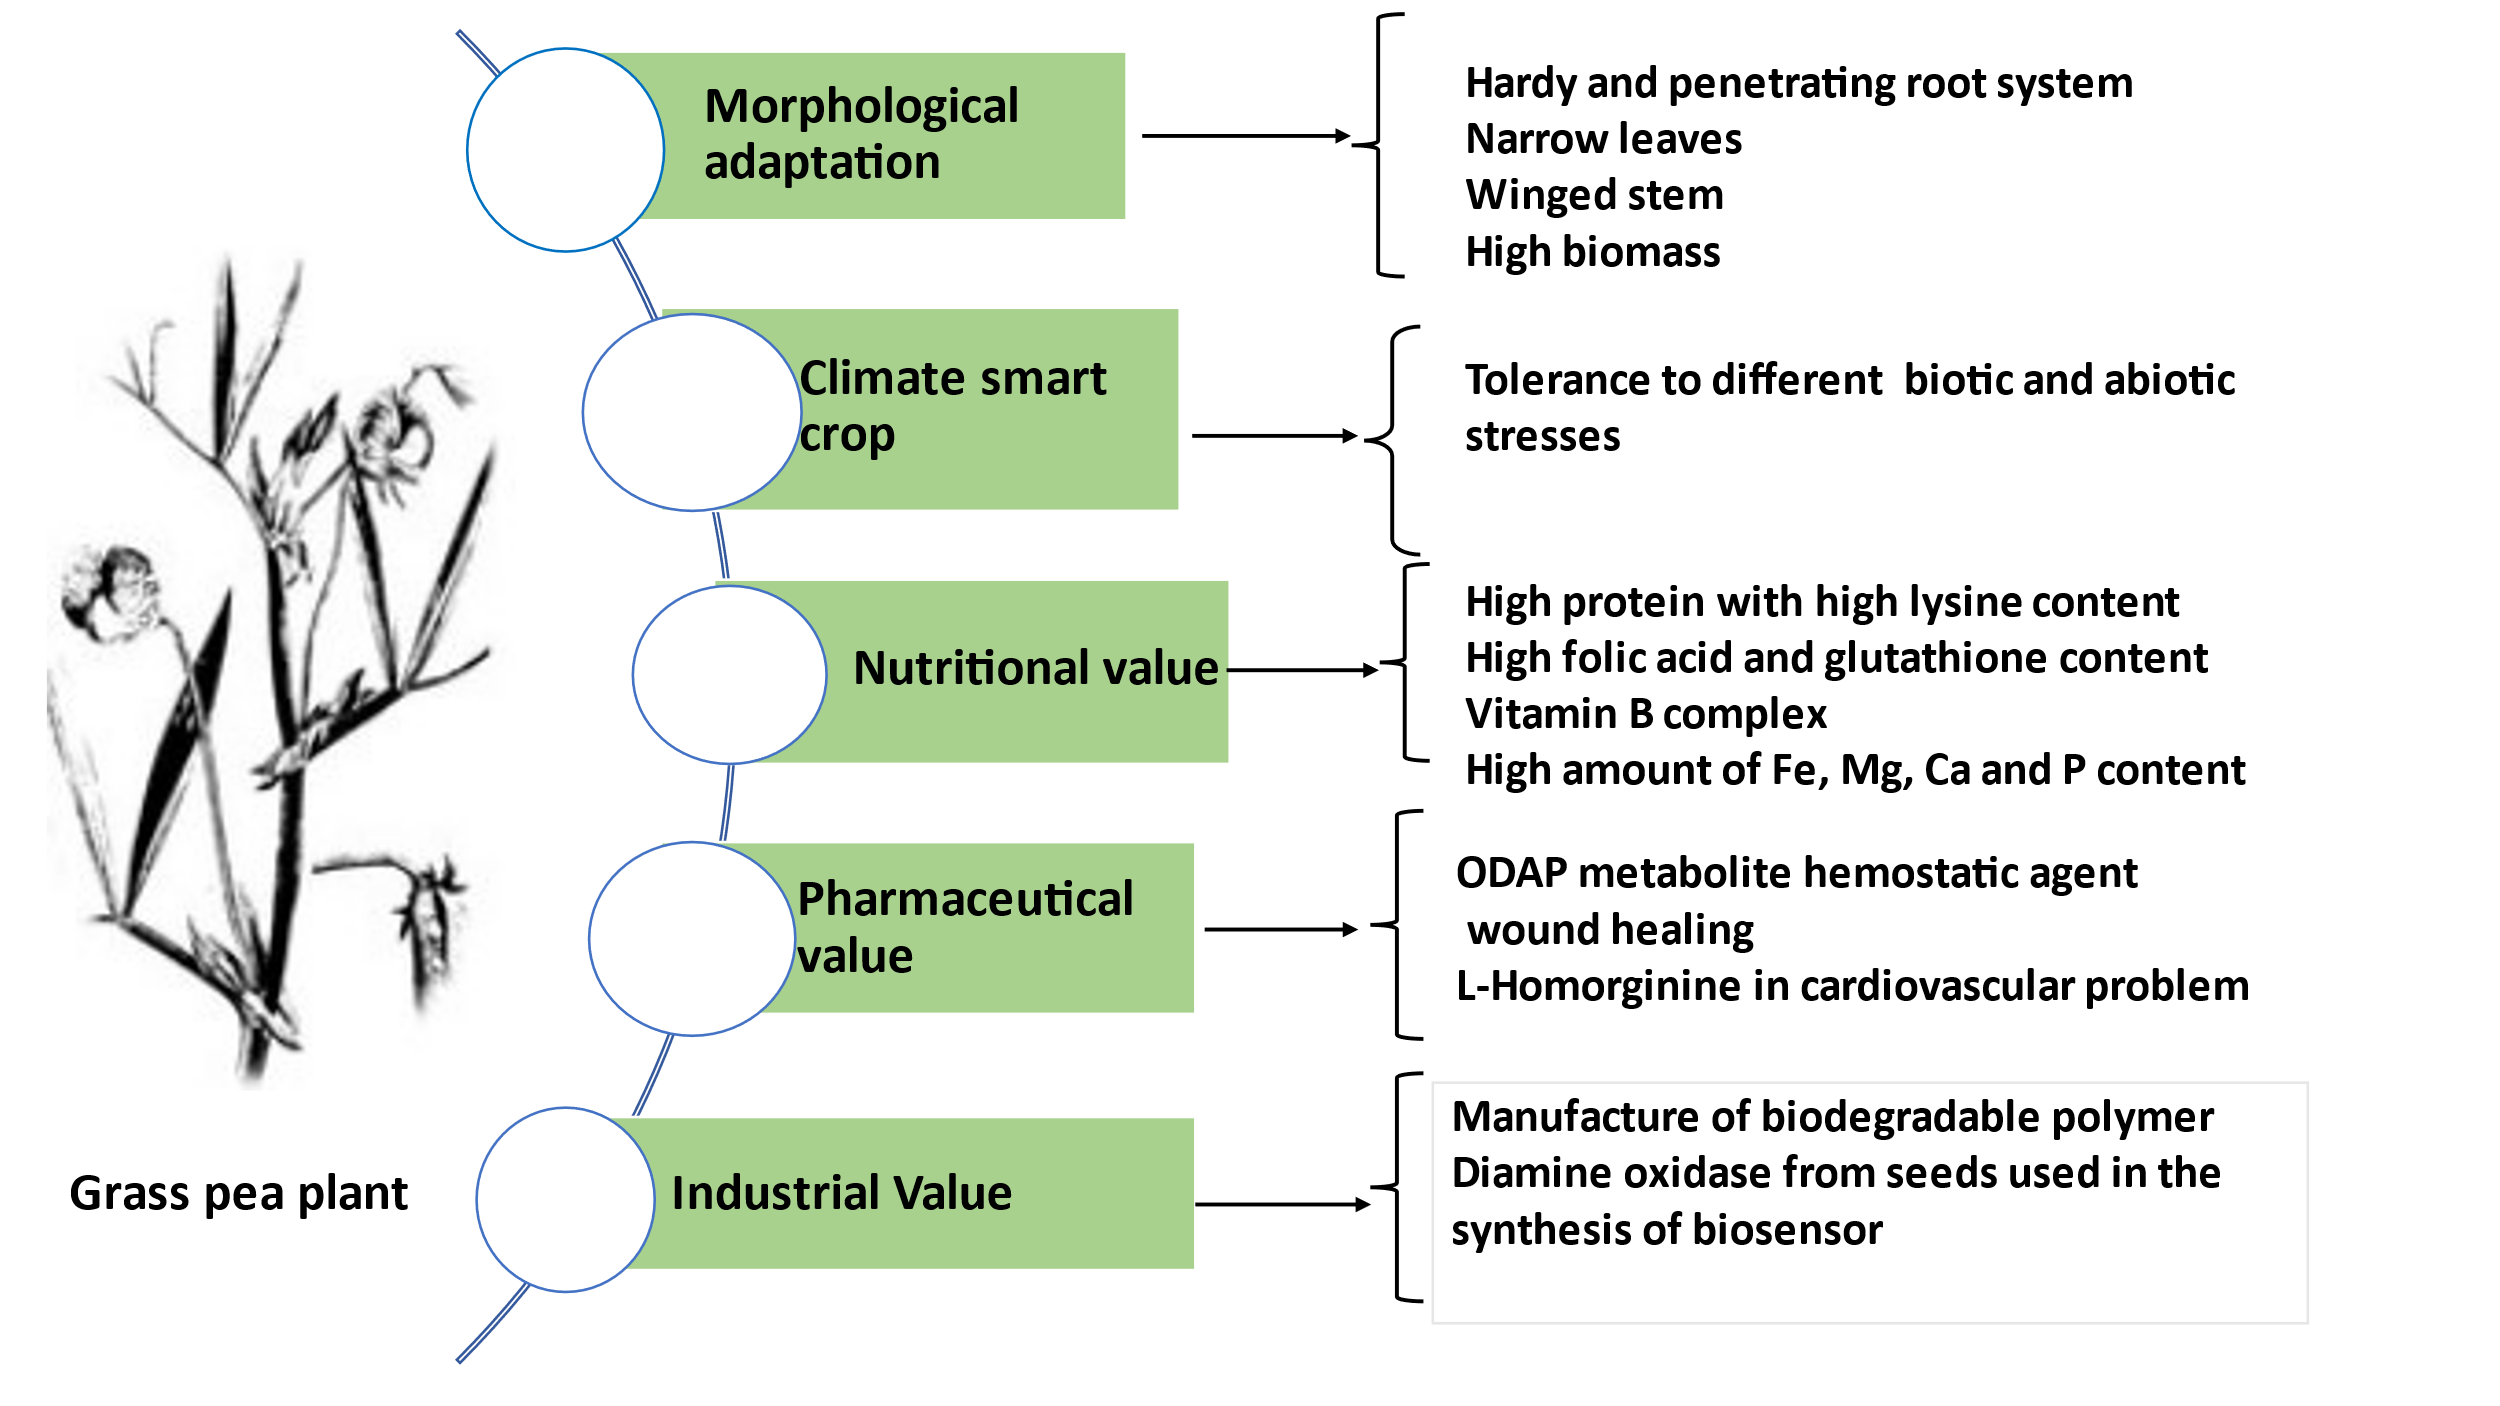 Morphological
adaptation
Hardy and penetrating root system
Narrow leaves
Winged stem
High biomass
Climate smart
crop
Tolerance to different  biotic and abiotic
stresses
Nutritional value
High protein with high lysine content
High folic acid and glutathione content
Vitamin B complex
High amount of Fe, Mg, Ca and P content
Pharmaceutical
value
ODAP metabolite hemostatic agent
wound healing
L-Homorginine in cardiovascular problem
Industrial Value
Manufacture of biodegradable polymer
Diamine oxidase from seeds used in the
synthesis of biosensor
Grass pea plant